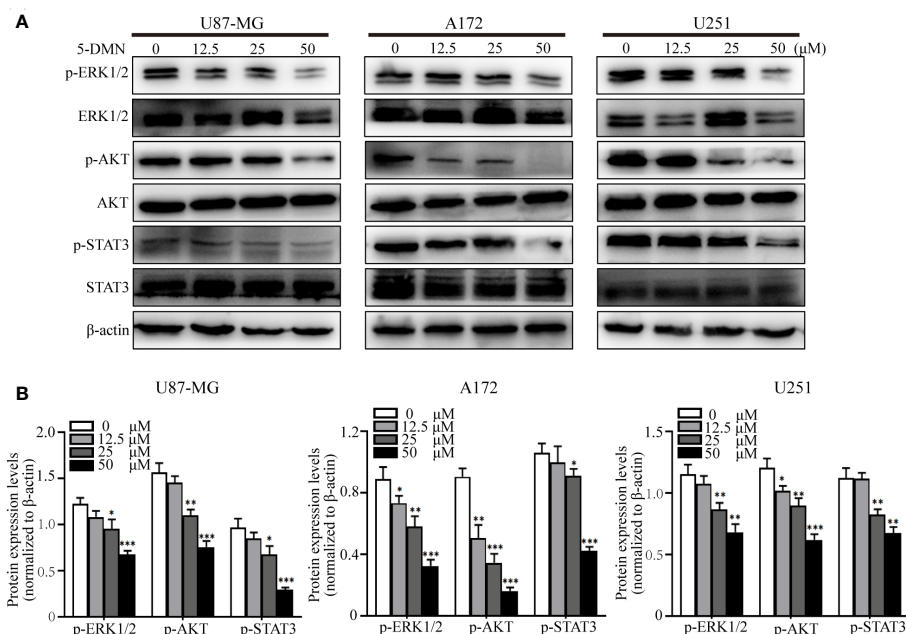 A
U87-MG A172 U251
5-DMN 0 12.5 25 50 0 12.5 25 50 0 12.5 25 50 (μM)
p-ERK1/2
ERK1/2
p-AKT
AKT
p-STAT3
STAT3
β-actin
B
U87-MG
Protein expression levels
(normalized to β-actin)
2.0
1.5
1.0
0.5
0
0 μM
12.5 μM
25 μM
50 μM
* *** ** *** * ***
p-ERK1/2 p-AKT p-STAT3
A172
Protein expression levels
(normalized to β-actin)
1.2
0.8
0.4
0
0 μM
12.5 μM
25 μM
50 μM
* ** *** ** *** *** * ***
p-ERK1/2 p-AKT p-STAT3
U251
Protein expression levels
(normalized to β-actin)
1.5
1.0
0.5
0
0 μM
12.5 μM
25 μM
50 μM
** ** * ** *** ** **
p-ERK1/2 p-AKT p-STAT3